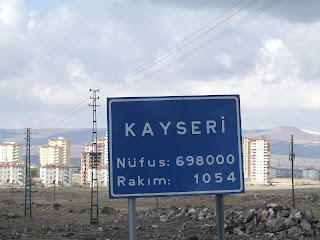 KAYSERİ
Nüfus: 698000
Rakım: 1054